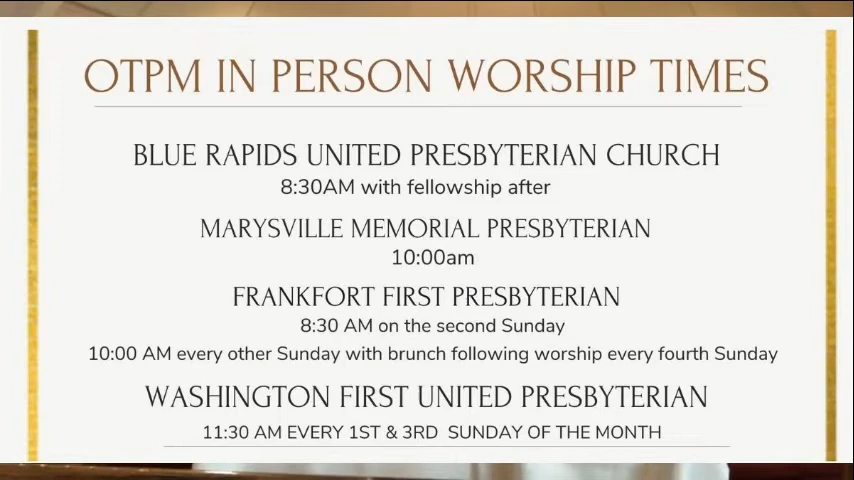 OTPM IN PERSON WORSHIP TIMES
BLUE RAPIDS UNITED PRESBYTERIAN CHURCH
8:30AM with fellowship after
MARYSVILLE MEMORIAL PRESBYTERIAN
10:00am
FRANKFORT FIRST PRESBYTERIAN
8:30 AM on the second Sunday
10:00 AM every other Sunday with brunch following worship every fourth Sunday
WASHINGTON FIRST UNITED PRESBYTERIAN
11:30 AM EVERY 1ST & 3RD SUNDAY OF THE MONTH